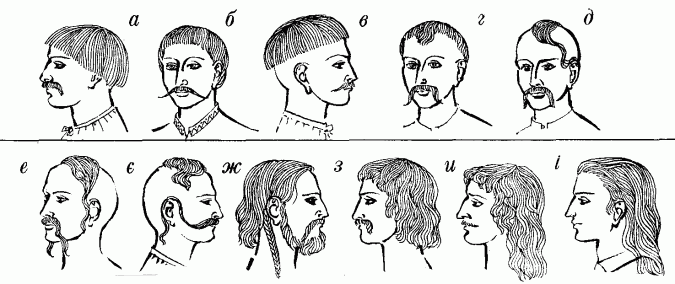 а б в г д
е є ж з и і